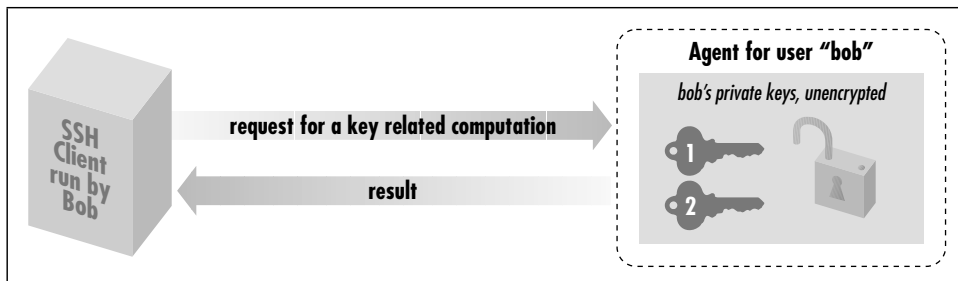 Agent for user “bob”
bob’s private keys, unencrypted
SSH
Client
run by
Bob
request for a key related computation
result
1
2